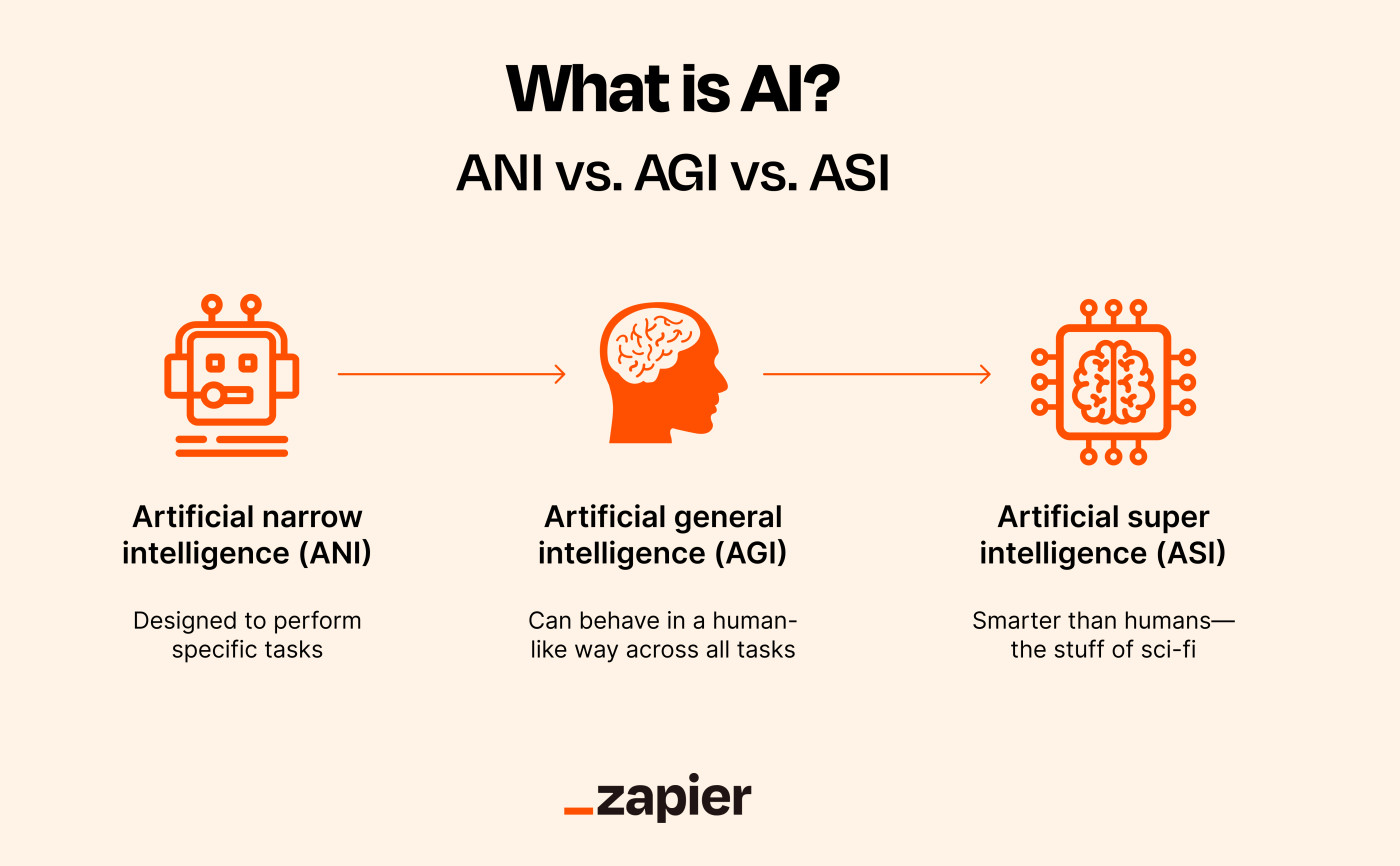 What is AI?
ANI vs. AGI vs. ASI
Artificial narrow
intelligence (ANI)
Designed to perform
specific tasks
Artificial general
intelligence (AGI)
Can behave in a human-
like way across all tasks
Artificial super
intelligence (ASI)
Smarter than humans—
the stuff of sci-fi
_zapier